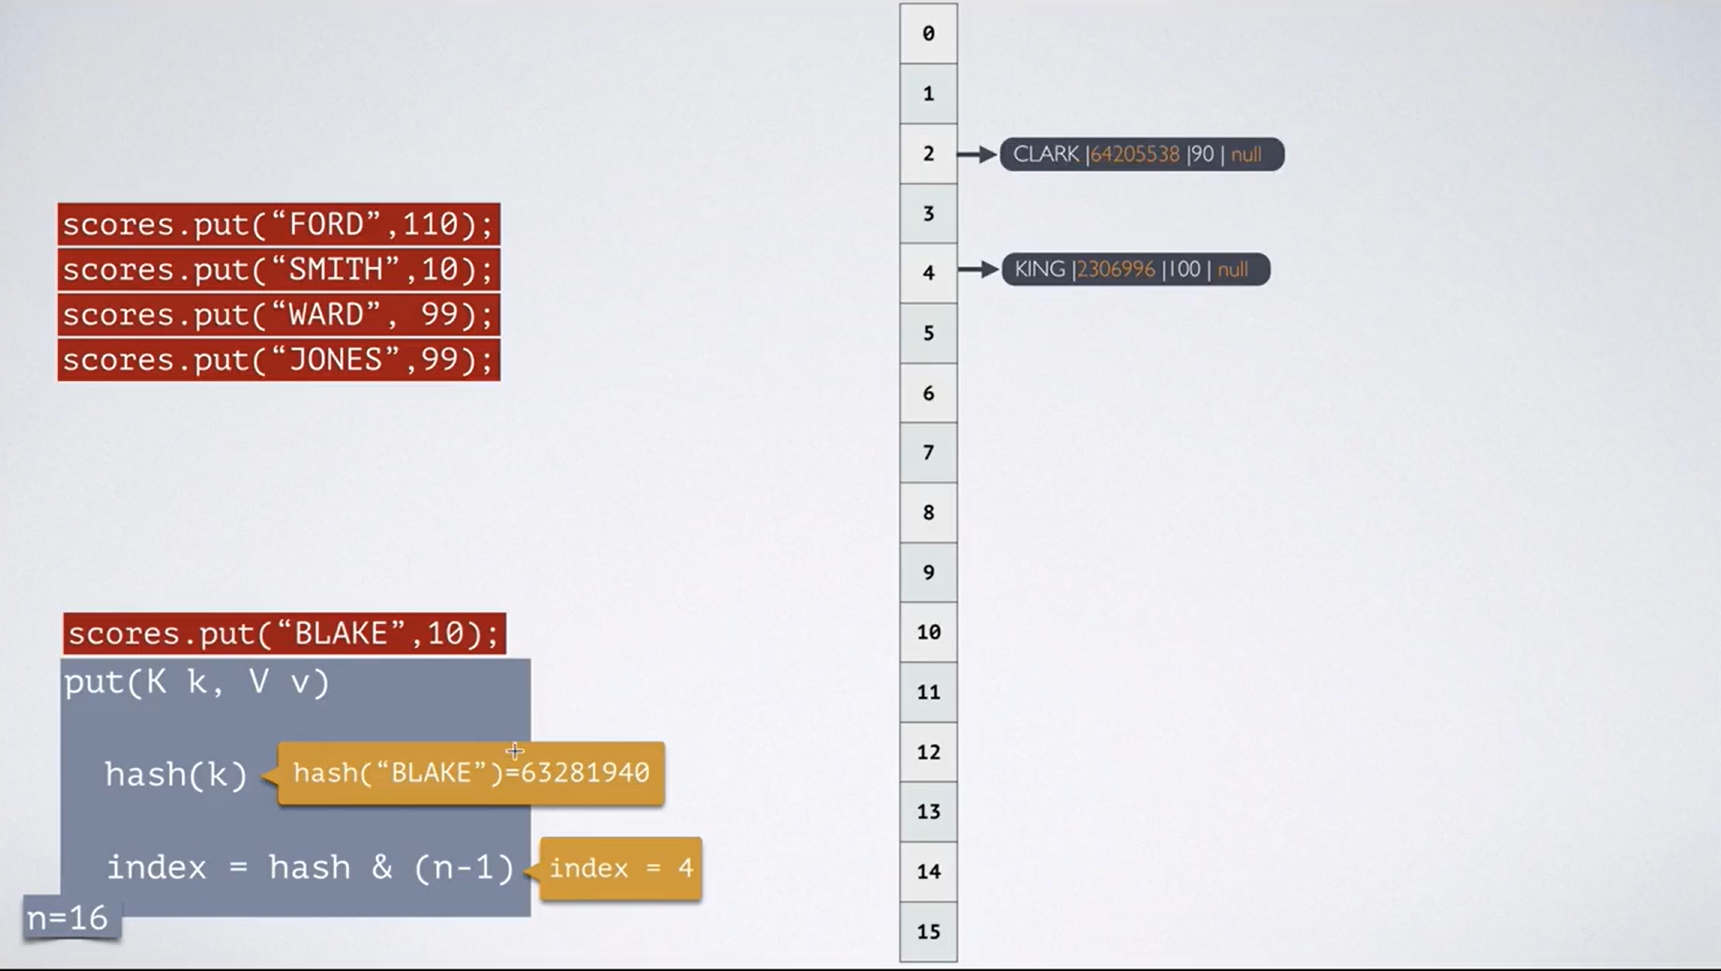 scores.put(“FORD”,110);
scores.put(“SMITH”,10);
scores.put(“WARD”, 99);
scores.put(“JONES”,99);
scores.put(“BLAKE”,10);
put(K k, V v)
hash(k)
hash(“BLAKE”)=63281940
index = hash & (n-1)
index = 4
n=16
0
1
2
CLARK |64205538 |90 | null
3
4
KING |2306996 |100 | null
5
6
7
8
9
10
11
12
13
14
15